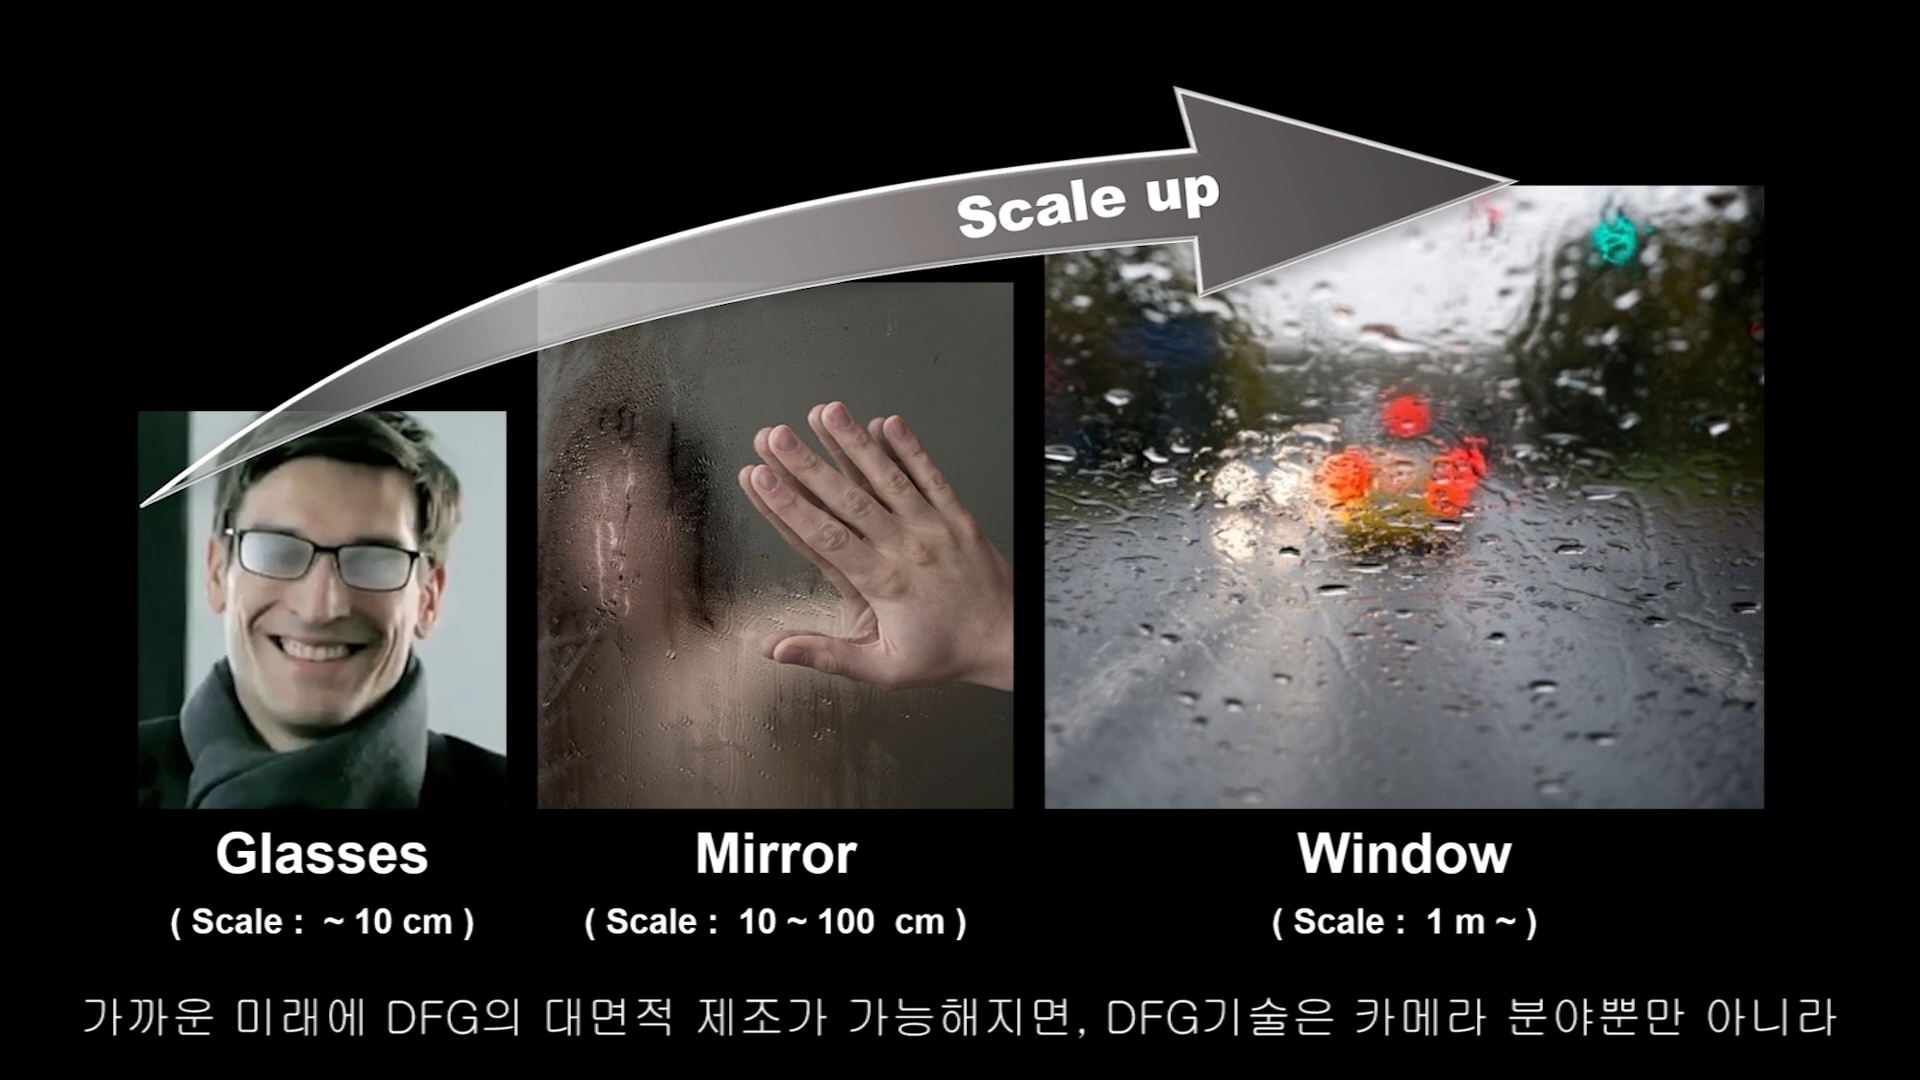 Scale up
Glasses
( Scale : ~ 10 cm )
Mirror
( Scale : 10 ~ 100 cm )
Window
( Scale : 1 m ~ )
가까운 미래에 DFG의 대면적 제조가 가능해지면, DFG기술은 카메라 분야뿐만 아니라